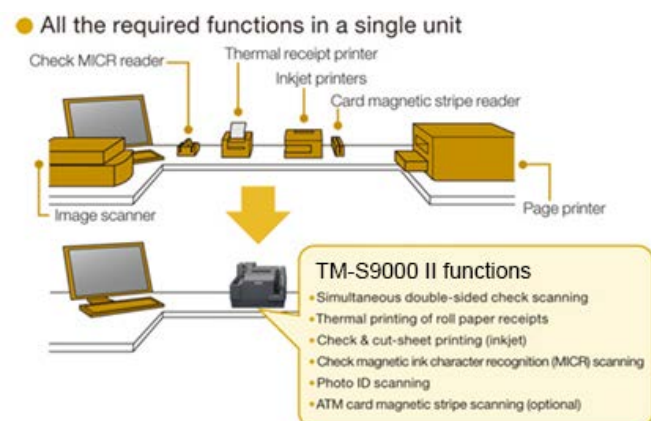 ● All the required functions in a single unit
Thermal receipt printer
Check MICR reader
Inkjet printers
Card magnetic stripe reader
Image scanner
Page printer
TM-S9000 II functions
• Simultaneous double-sided check scanning
• Thermal printing of roll paper receipts
• Check & cut-sheet printing (inkjet)
• Check magnetic ink character recognition (MICR) scanning
• Photo ID scanning
• ATM card magnetic stripe scanning (optional)